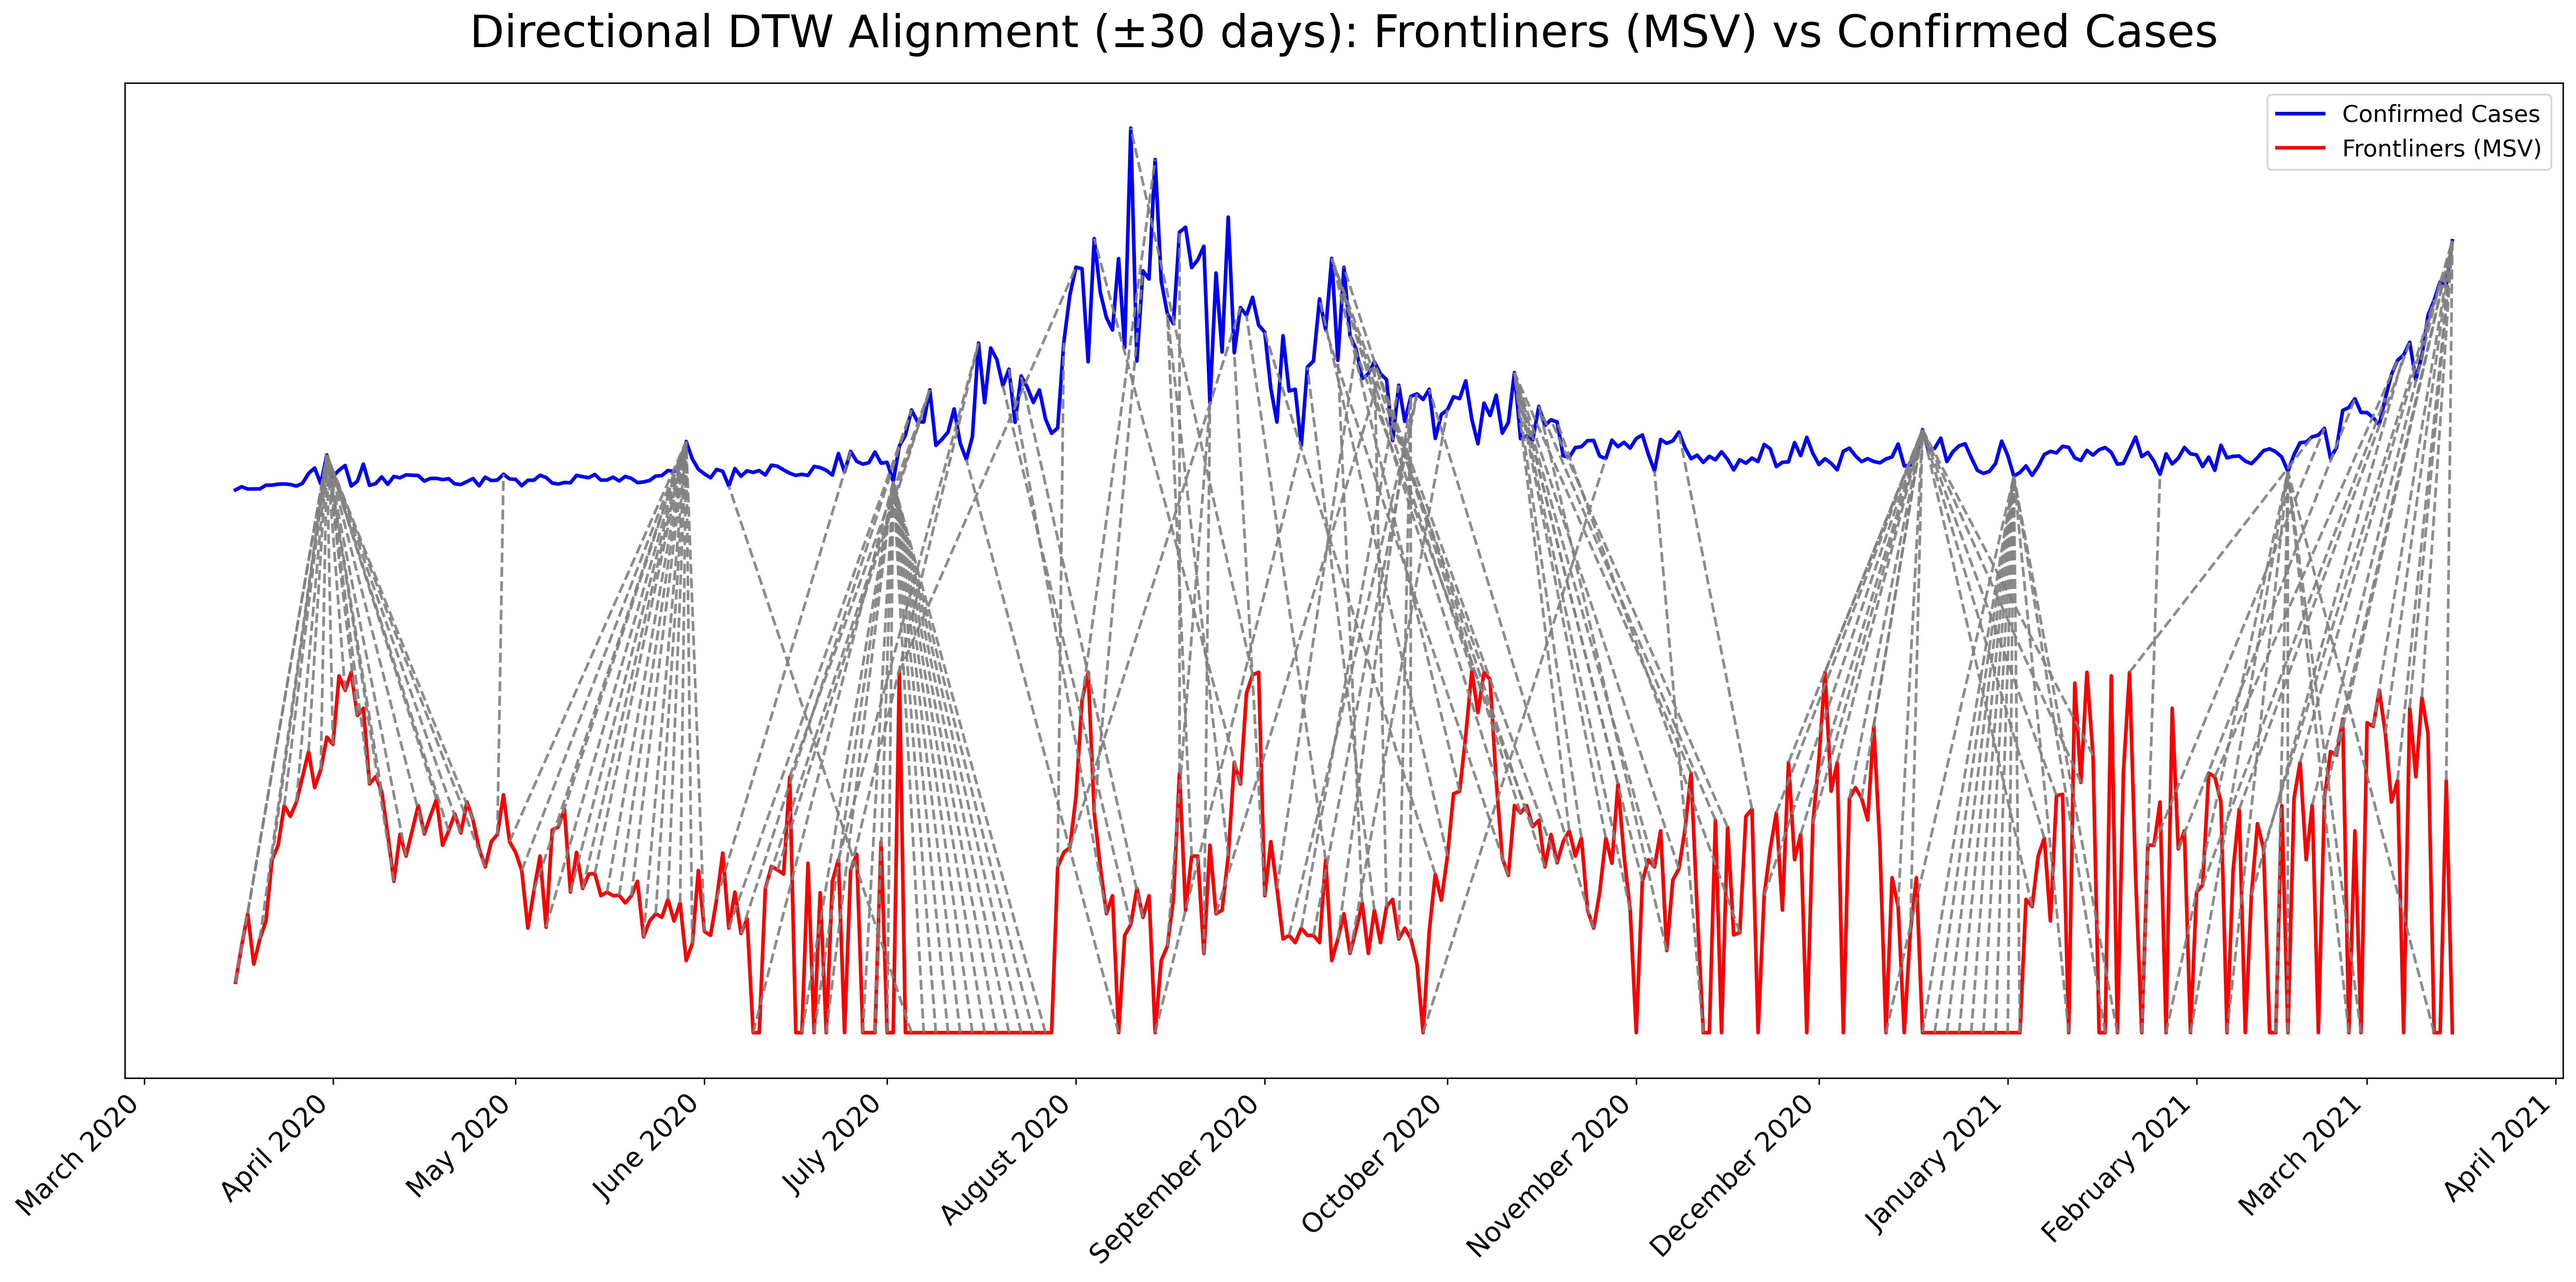 Directional DTW Alignment (±30 days): Frontliners (MSV) vs Confirmed Cases
Confirmed Cases
Frontliners (MSV)
March 2020
April 2020
May 2020
June 2020
July 2020
August 2020
September 2020
October 2020
November 2020
December 2020
January 2021
February 2021
March 2021
April 2021